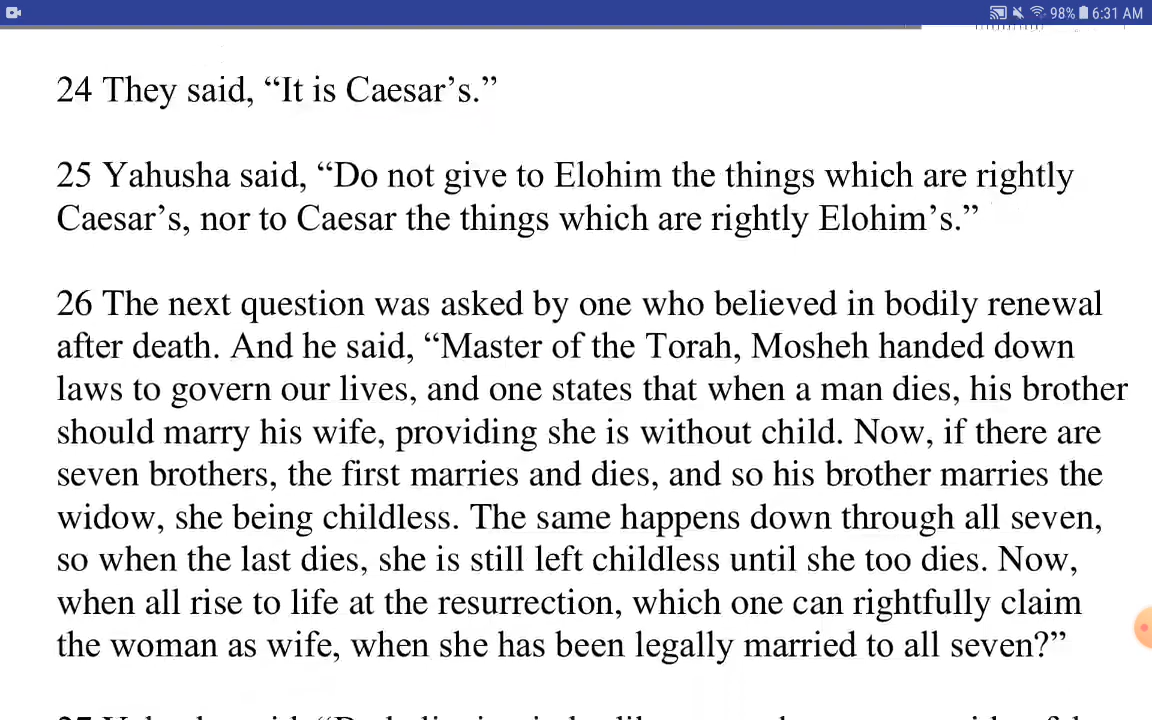 98% 6:31 AM
24 They said, “It is Caesar’s.”
25 Yahusha said, “Do not give to Elohim the things which are rightly
Caesar’s, nor to Caesar the things which are rightly Elohim’s.”
26 The next question was asked by one who believed in bodily renewal
after death. And he said, “Master of the Torah, Mosheh handed down
laws to govern our lives, and one states that when a man dies, his brother
should marry his wife, providing she is without child. Now, if there are
seven brothers, the first marries and dies, and so his brother marries the
widow, she being childless. The same happens down through all seven,
so when the last dies, she is still left childless until she too dies. Now,
when all rise to life at the resurrection, which one can rightfully claim
the woman as wife, when she has been legally married to all seven?”